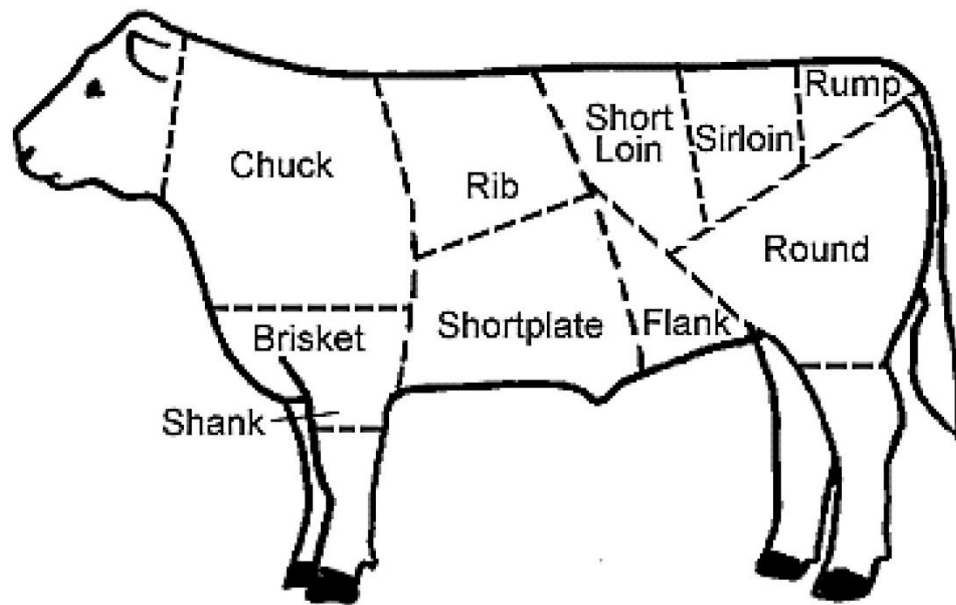 Chuck
Rib
Short
Loin
Sirloin
Rump
Round
Brisket
Shortplate
Flank
Shank